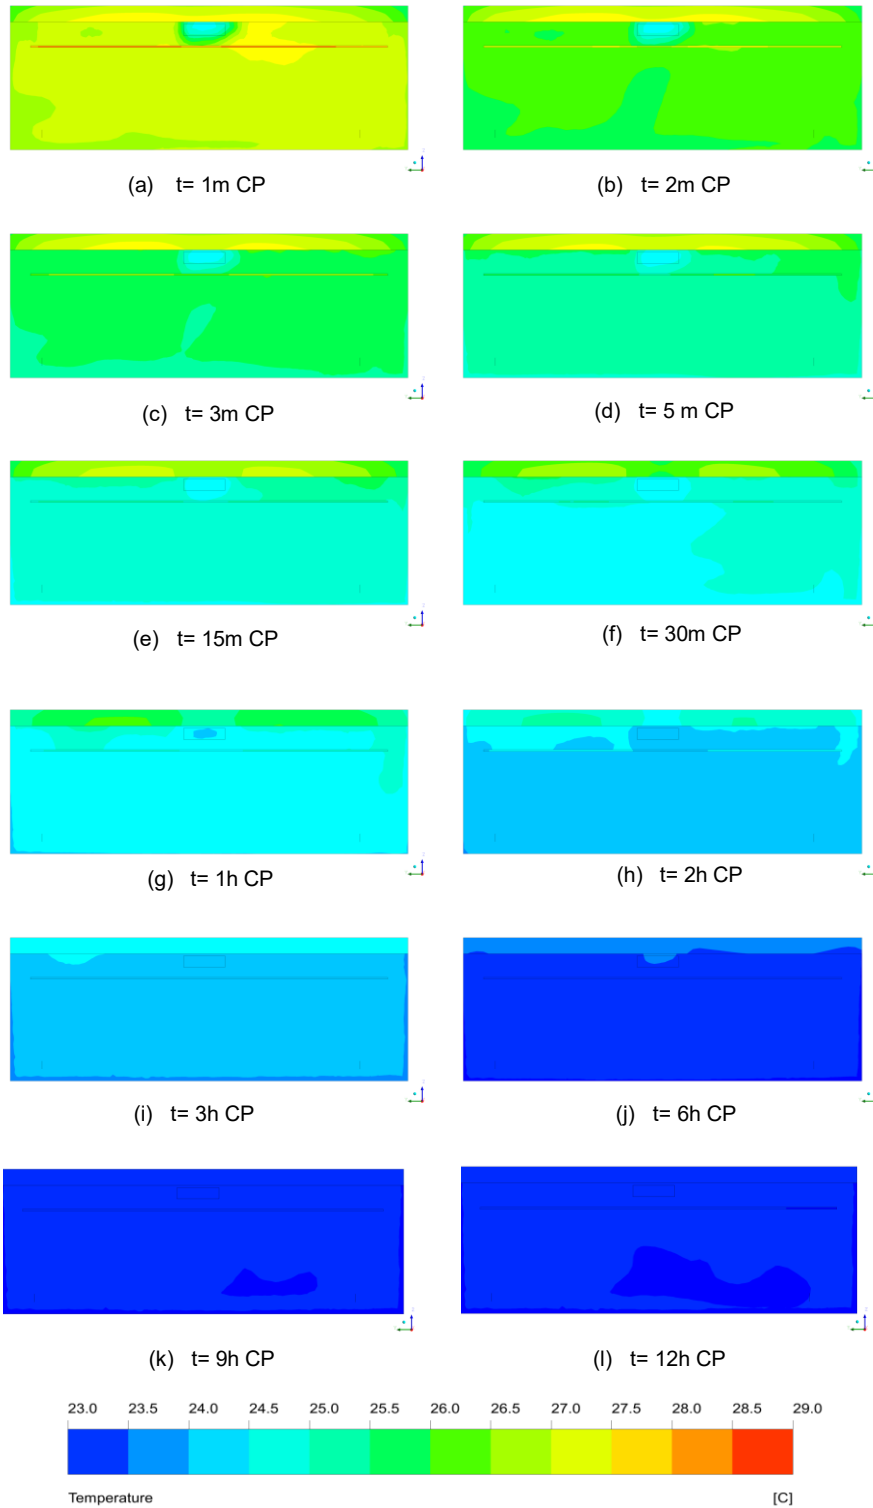 (a) t= 1m CP
(b) t= 2m CP
(c) t= 3m CP
(d) t= 5 m CP
(e) t= 15m CP
(f) t= 30m CP
(g) t= 1h CP
(h) t= 2h CP
(i) t= 3h CP
(j) t= 6h CP
(k) t= 9h CP
(l) t= 12h CP
23.0 23.5 24.0 24.5 25.0 25.5 26.0 26.5 27.0 27.5 28.0 28.5 29.0
Temperature [C]